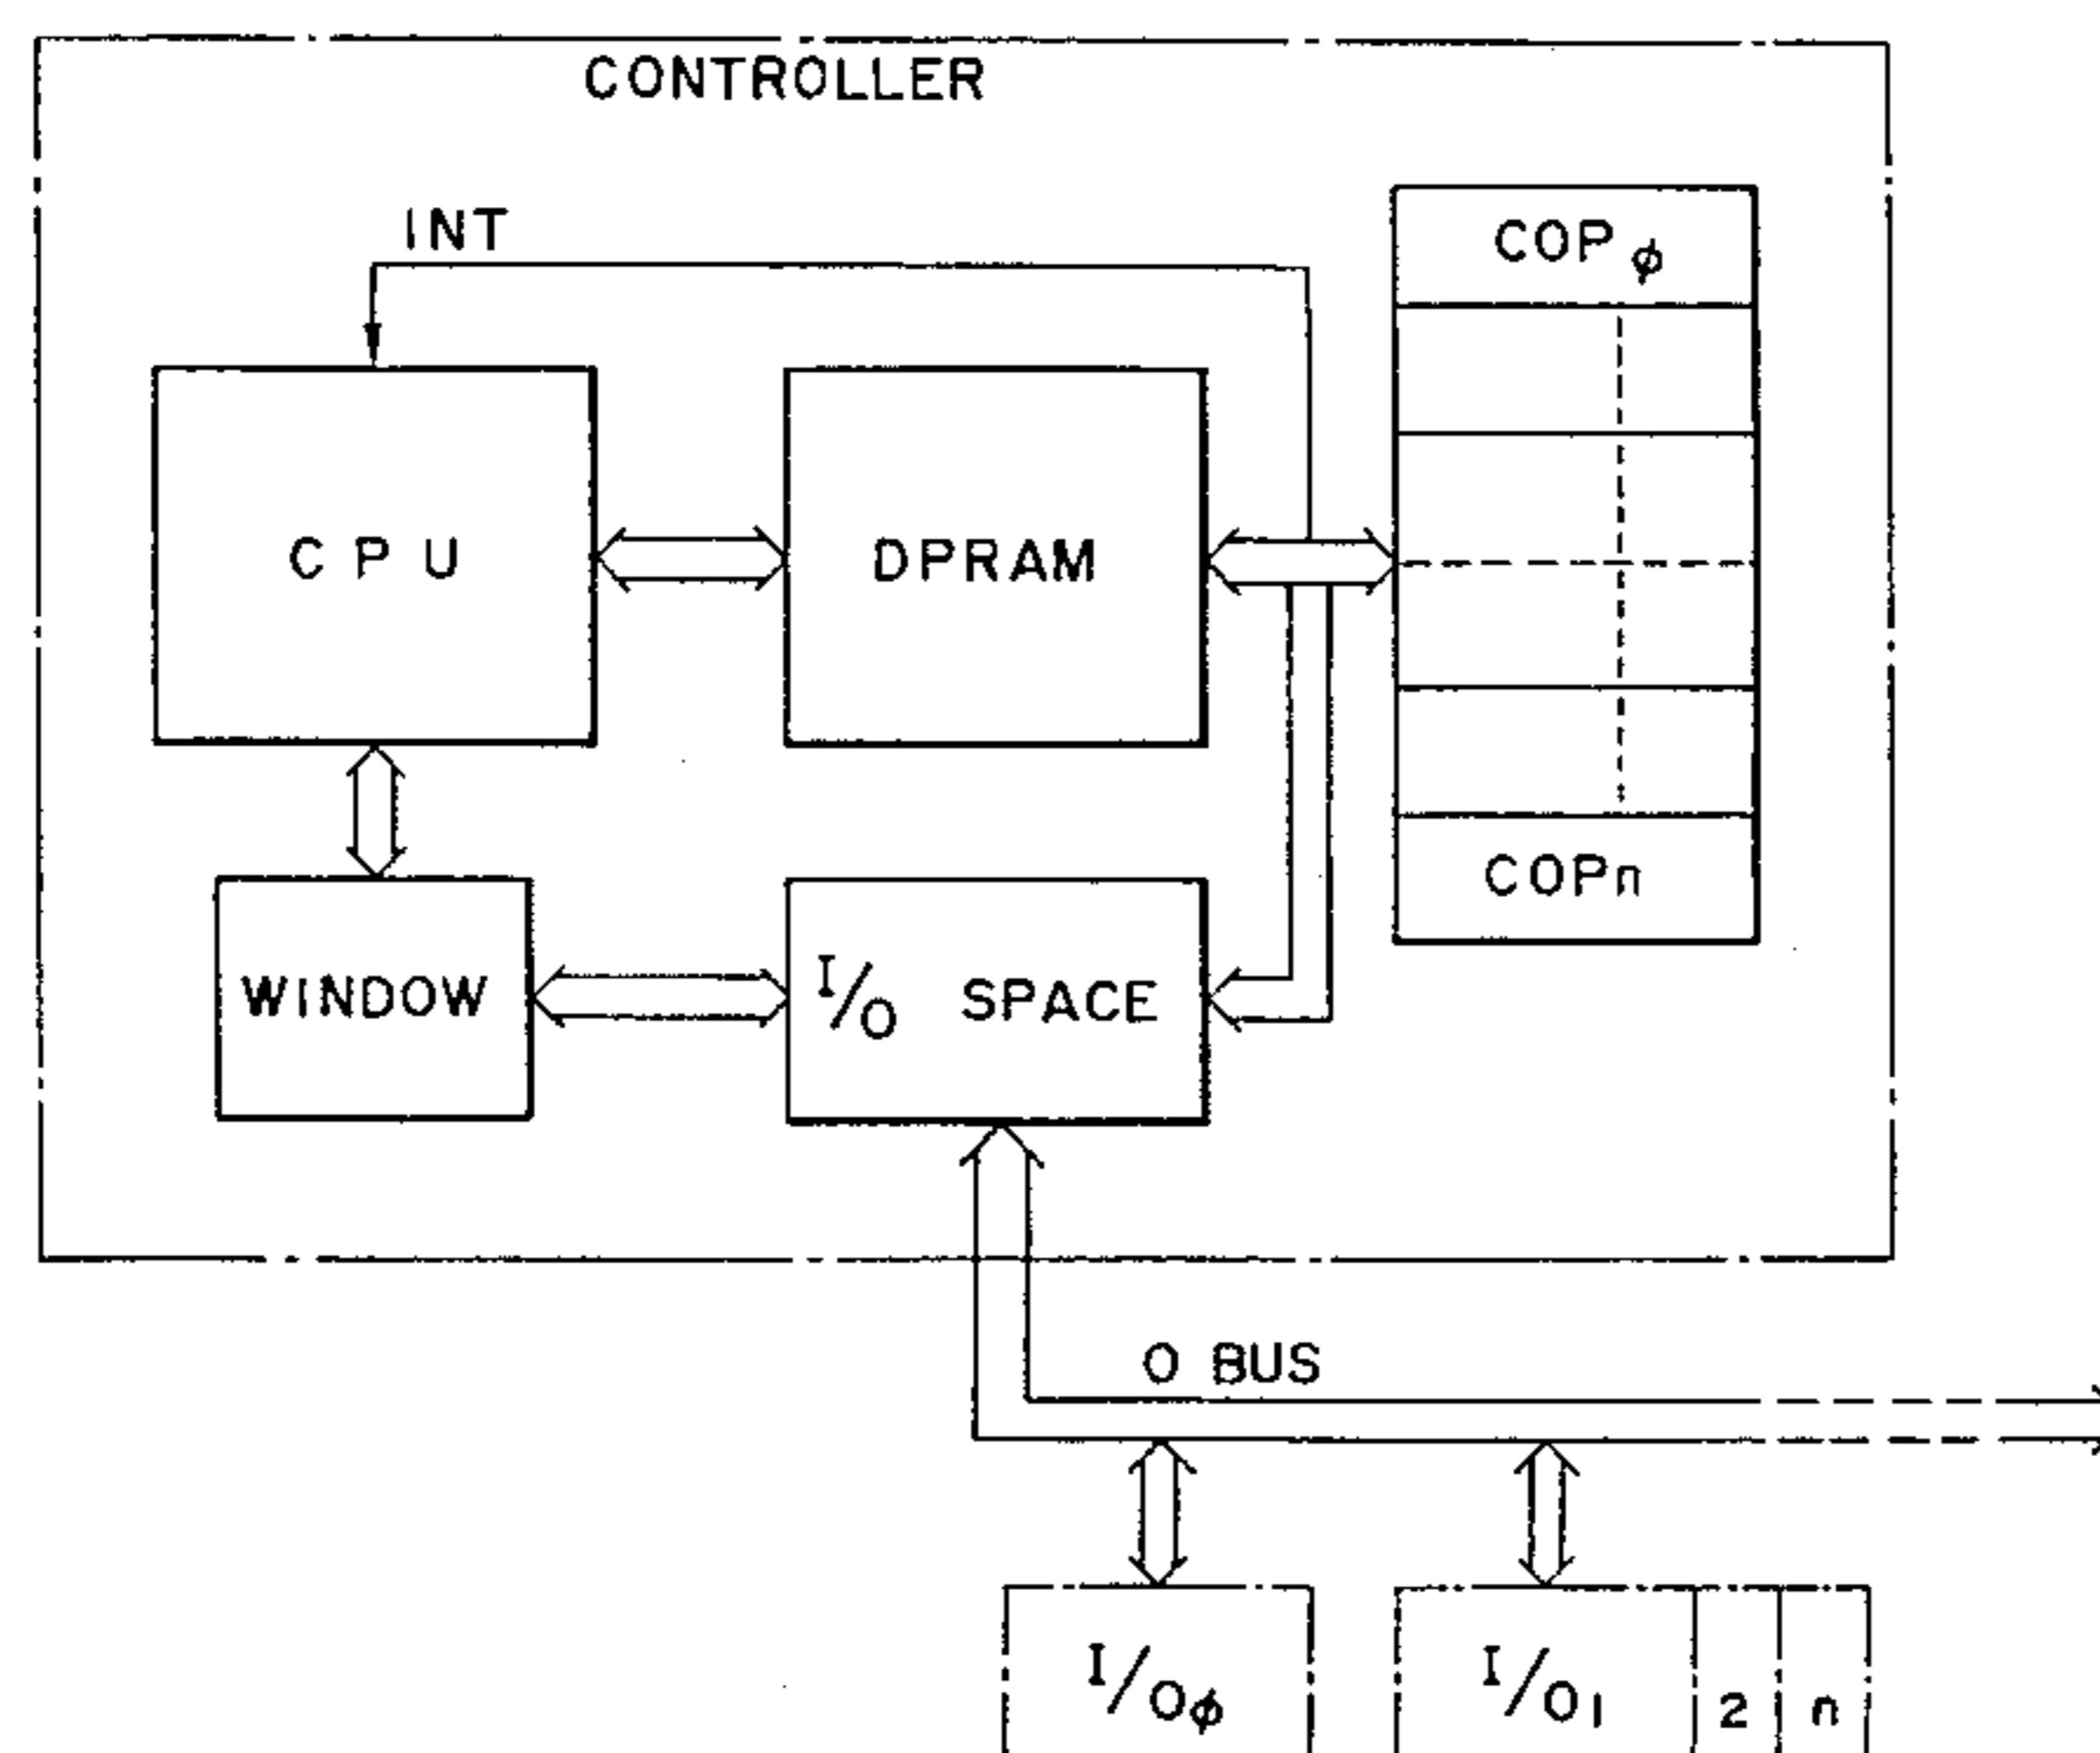 CONTROLLER
INT
COPϕ
CPU
DPRAM
COPn
WINDOW
I/O SPACE
O BUS
I/Oϕ
I/O1
2
n